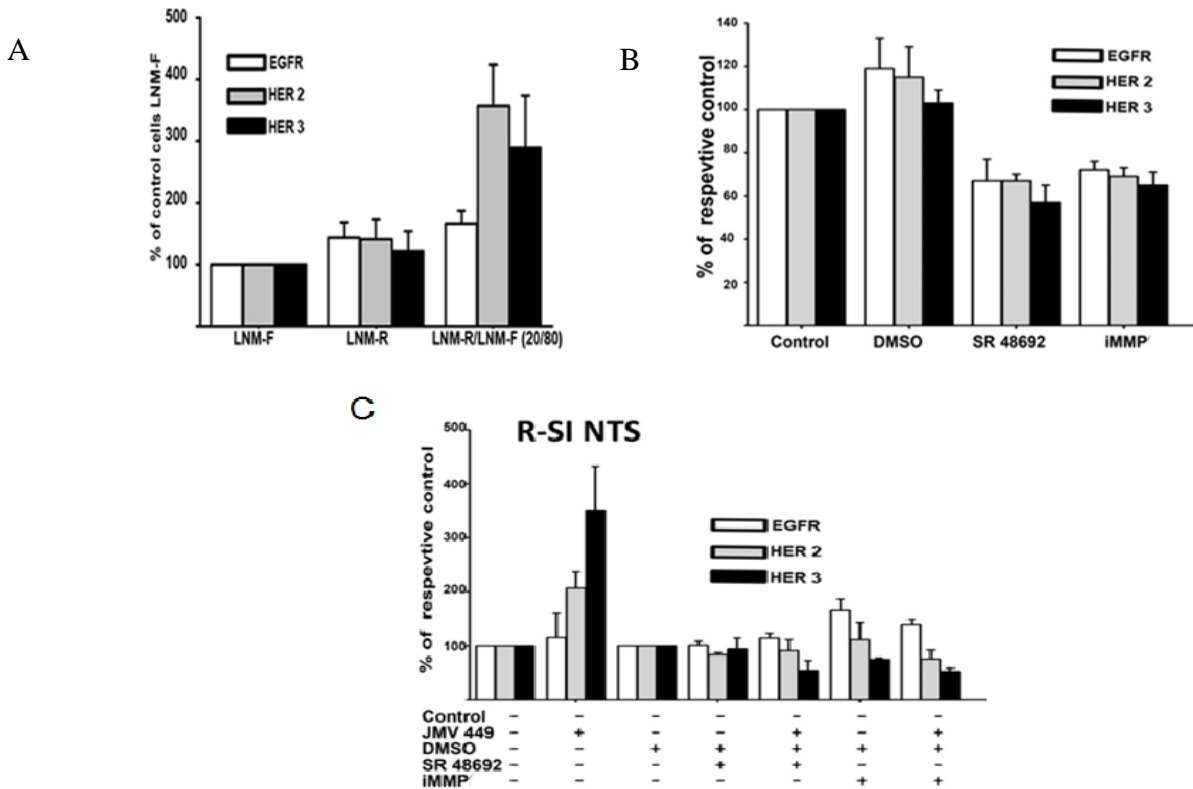 A
% of control cells LNM-F
500
400
300
200
100
EGFR
HER 2
HER 3
LNM-F LNM-R LNM-R/LNM-F (20/80)
B
% of respevtive control
140
120
100
80
60
40
20
EGFR
HER 2
HER 3
Control DMSO SR 48692 iMMP
C
R-SI NTS
% of respevtive control
500
400
300
200
100
EGFR
HER 2
HER 3
Control – – – – – – –
JMV 449 – + – – + – +
DMSO – – + + + + +
SR 48692 – – – + + – –
iMMP – – – – – + +